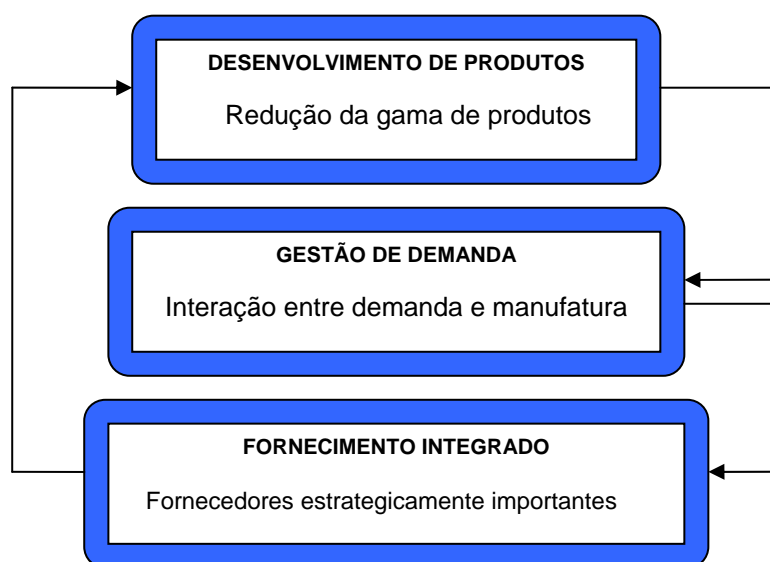 DESENVOLVIMENTO DE PRODUTOS
Redução da gama de produtos
GESTÃO DE DEMANDA
Interação entre demanda e manufatura
FORNECIMENTO INTEGRADO
Fornecedores estrategicamente importantes